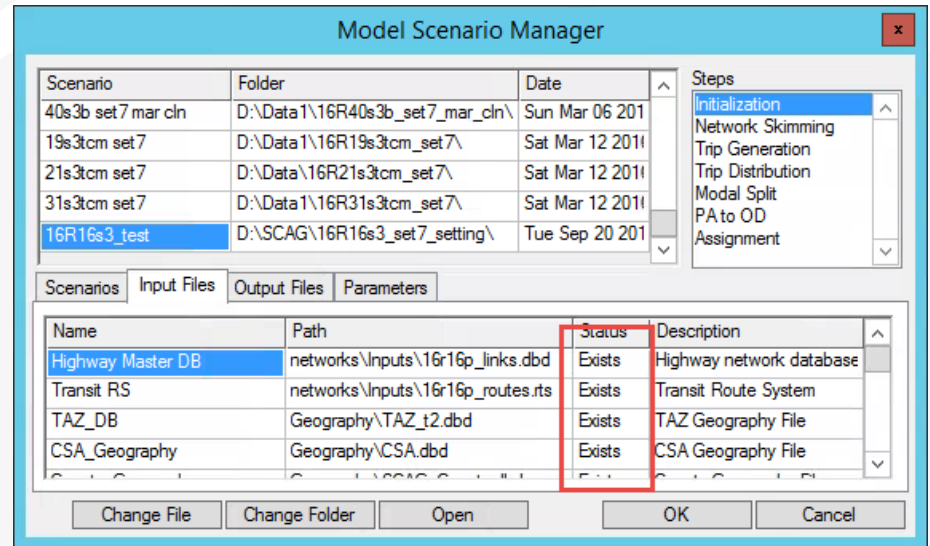 Model Scenario Manager
x
Scenario Folder Date
40s3b set7 mar cln D:\Data1\16R40s3b_set7_mar_cln\ Sun Mar 06 201
19s3tcm set7 D:\Data1\16R19s3tcm_set7\ Sat Mar 12 201
21s3tcm set7 D:\Data\16R21s3tcm_set7\ Sat Mar 12 201
31s3tcm set7 D:\Data1\16R31s3tcm_set7\ Sat Mar 12 201
16R16s3_test D:\SCAG\16R16s3_set7_setting\ Tue Sep 20 201
Steps
Initialization
Network Skimming
Trip Generation
Trip Distribution
Modal Split
PA to OD
Assignment
Scenarios Input Files Output Files Parameters
Name Path Status Description
Highway Master DB networks\Inputs\16r16p_links.dbd Exists Highway network database
Transit RS networks\Inputs\16r16p_routes.rts Exists Transit Route System
TAZ_DB Geography\TAZ_t2.dbd Exists TAZ Geography File
CSA_Geography Geography\CSA.dbd Exists CSA Geography File
Change File Change Folder Open OK Cancel